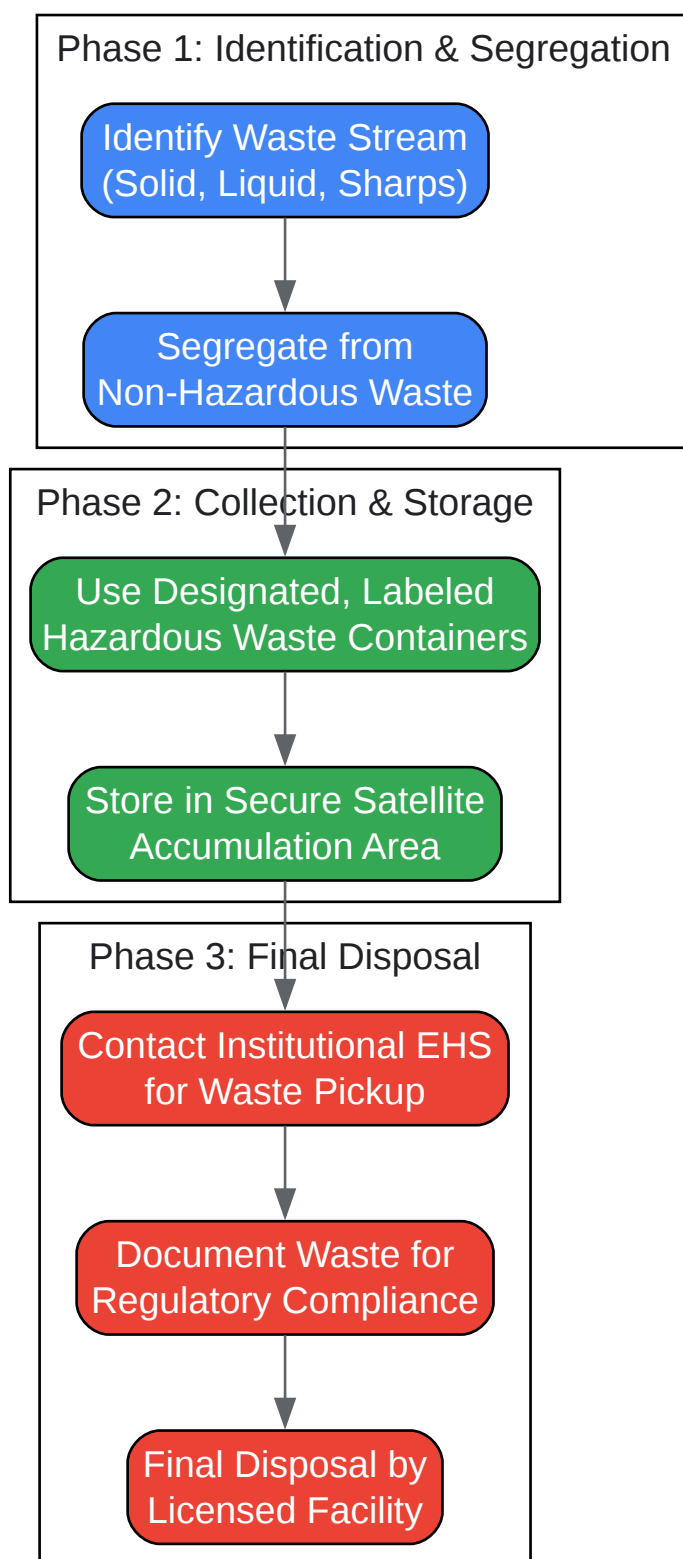 Phase 1: Identification & Segregation
Identify Waste Stream
(Solid, Liquid, Sharps)
Segregate from
Non-Hazardous Waste
Phase 2: Collection & Storage
Use Designated, Labeled
Hazardous Waste Containers
Store in Secure Satellite
Accumulation Area
Phase 3: Final Disposal
Contact Institutional EHS
for Waste Pickup
Document Waste for
Regulatory Compliance
Final Disposal by
Licensed Facility